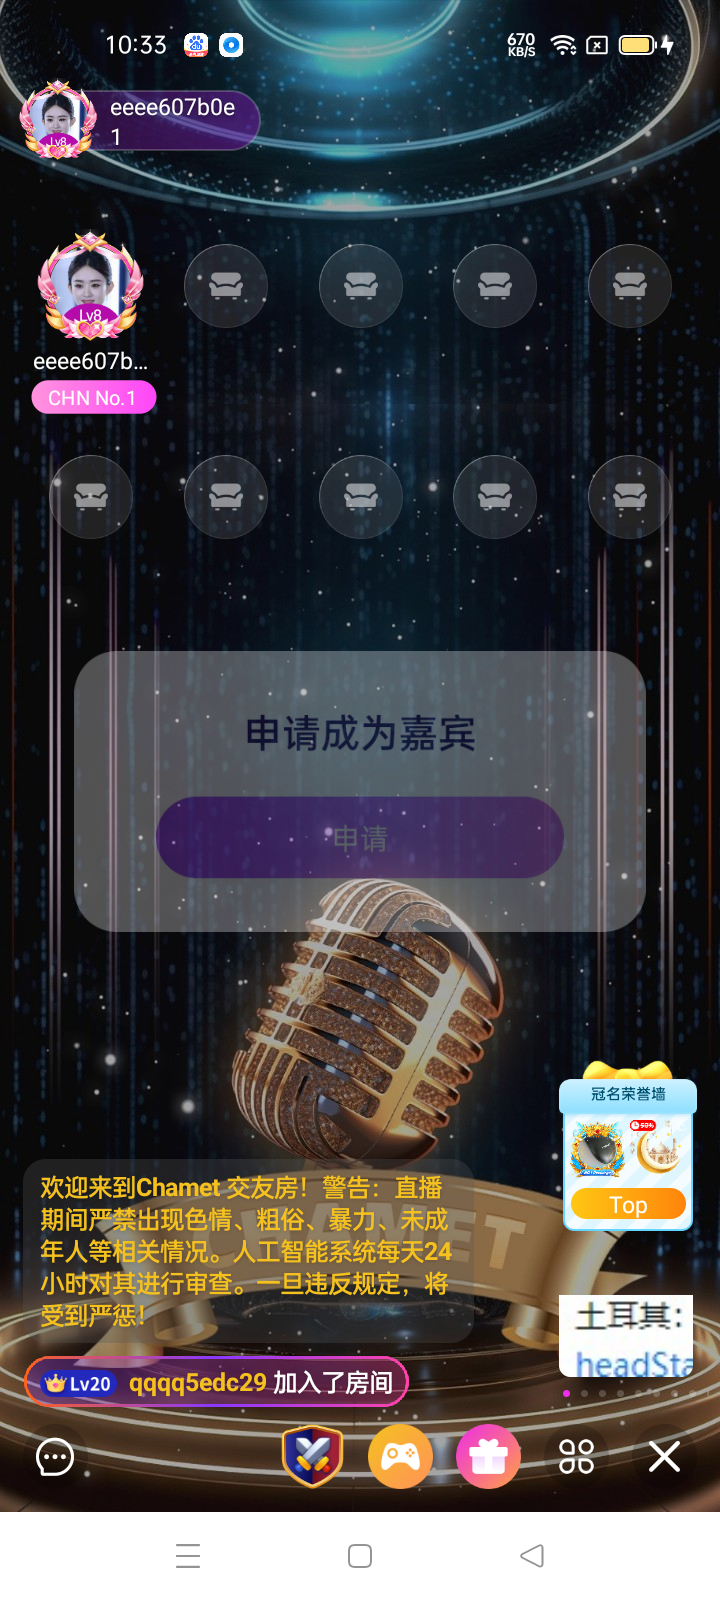 10:33
670
KB/S
eeee607b0e
1
Lv8
Lv8
eeee607b...
CHN No.1
申请成为嘉宾
申请
冠名荣誉墙
Top
CHAMET
欢迎来到Chamet 交友房！警告：直播
期间严禁出现色情、粗俗、暴力、未成
年人等相关情况。人工智能系统每天24
小时对其进行审查。一旦违反规定，将
受到严惩！
土耳其：
headSta
Lv20 qqqq5edc29 加入了房间